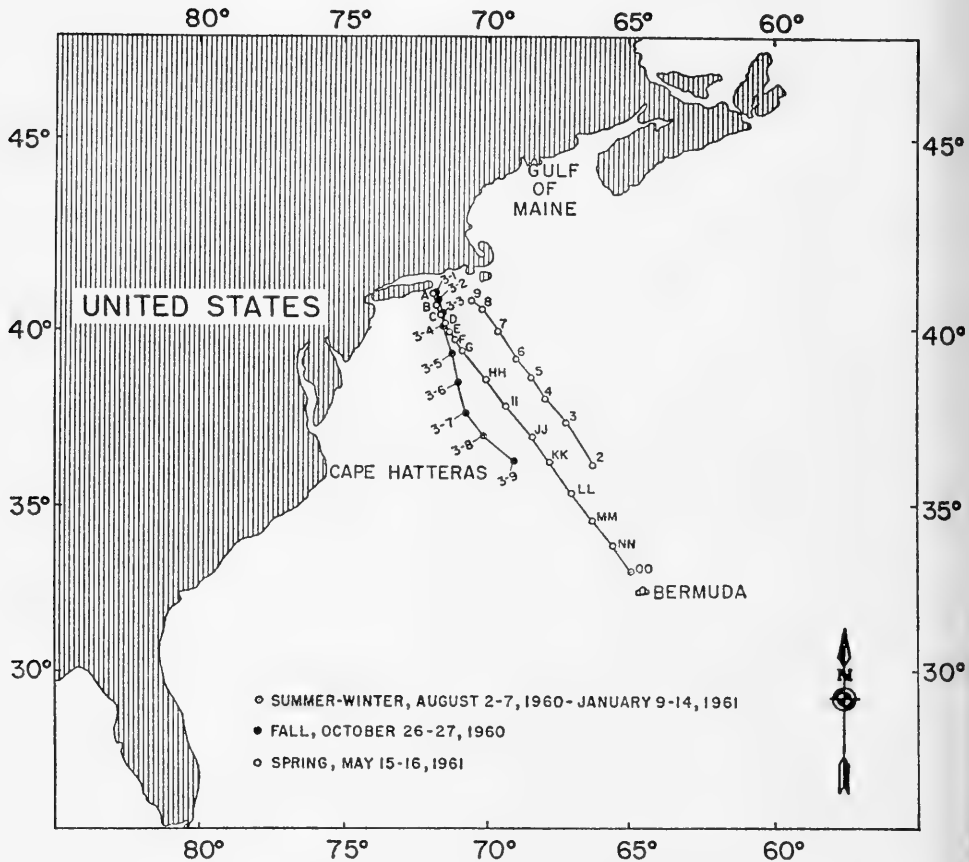 80° 75° 70° 65° 60°
45° 45°
GULF
OF
MAINE
3-1
3-2
A
9
B
3-3
8
UNITED STATES
C
D
7
40° 40°
3-4
E
F
G
6
3-5
HH
5
3-6
4
II
3
3-7
JJ
3-8
KK
2
CAPE HATTERAS
3-9
LL
35° 35°
MM
NN
OO
BERMUDA
30° 30°
N
○ SUMMER-WINTER, AUGUST 2-7, 1960 - JANUARY 9-14, 1961
● FALL, OCTOBER 26-27, 1960
○ SPRING, MAY 15-16, 1961
80° 75° 70° 65° 60°